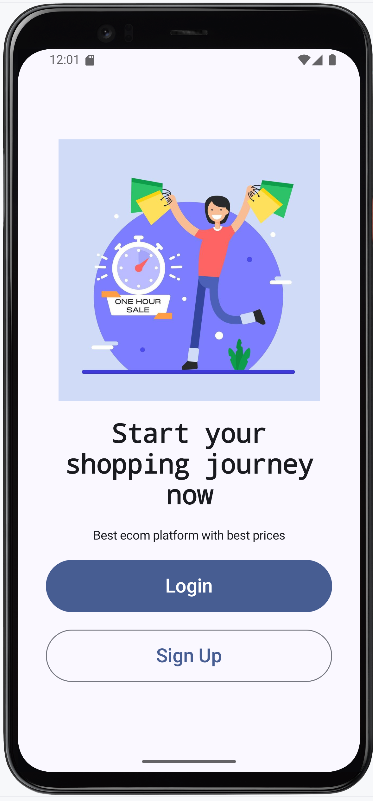 12:01
ONE HOUR
SALE
Start your
shopping journey
now
Best ecom platform with best prices
Login
Sign Up